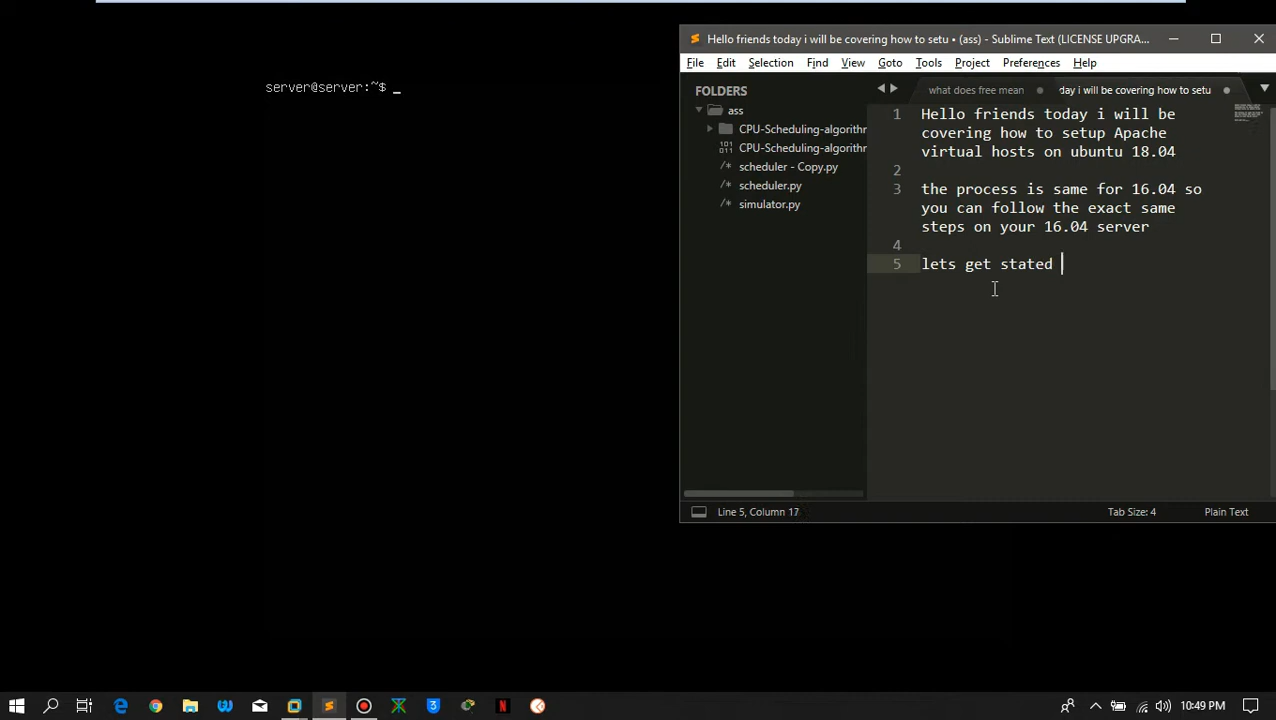 Hello friends today i will be covering how to setu • (ass) - Sublime Text (LICENSE UPGRA...
File Edit Selection Find View Goto Tools Project Preferences Help
server@server:~$ _
FOLDERS
ass
CPU-Scheduling-algorithm
CPU-Scheduling-algorithm
scheduler - Copy.py
scheduler.py
simulator.py
what does free mean
day i will be covering how to setu
1 Hello friends today i will be
covering how to setup Apache
virtual hosts on ubuntu 18.04
2
3 the process is same for 16.04 so
you can follow the exact same
steps on your 16.04 server
4
5 lets get stated
Line 5, Column 17
Tab Size: 4
Plain Text
10:49 PM